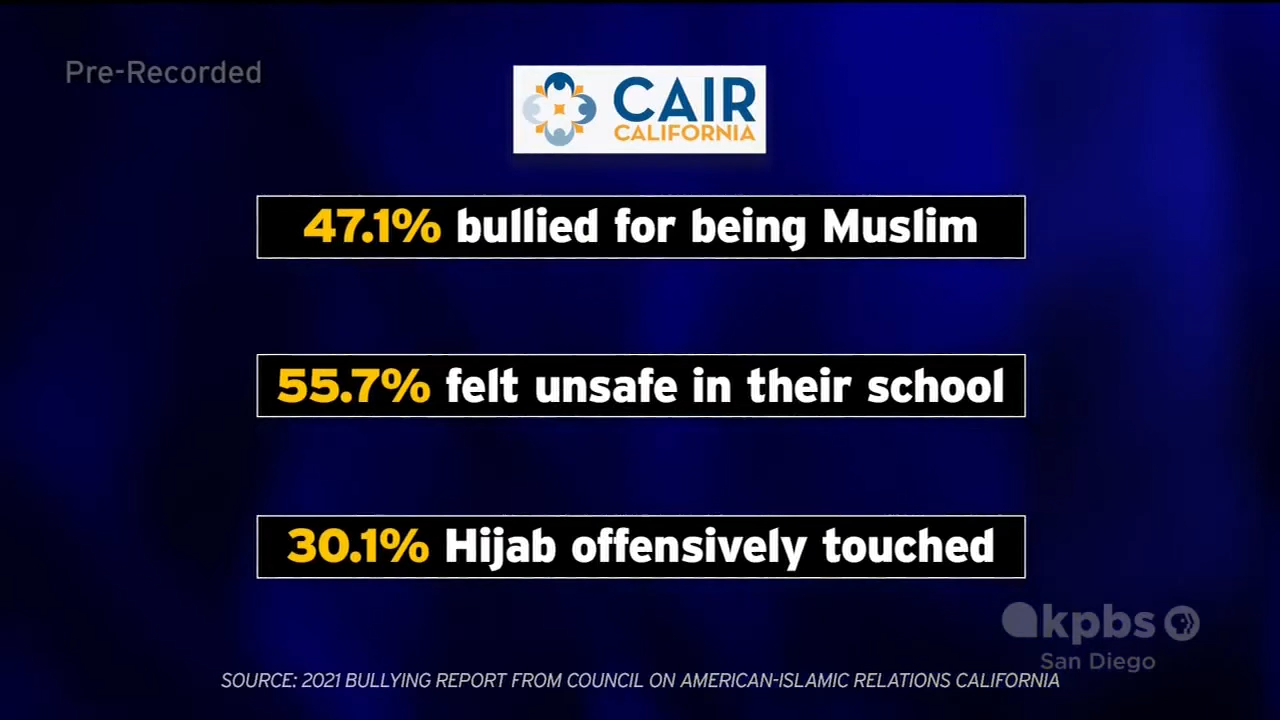 Pre-Recorded
CAIR
CALIFORNIA
47.1% bullied for being Muslim
55.7% felt unsafe in their school
30.1% Hijab offensively touched
kpbs
San Diego
SOURCE: 2021 BULLYING REPORT FROM COUNCIL ON AMERICAN-ISLAMIC RELATIONS CALIFORNIA